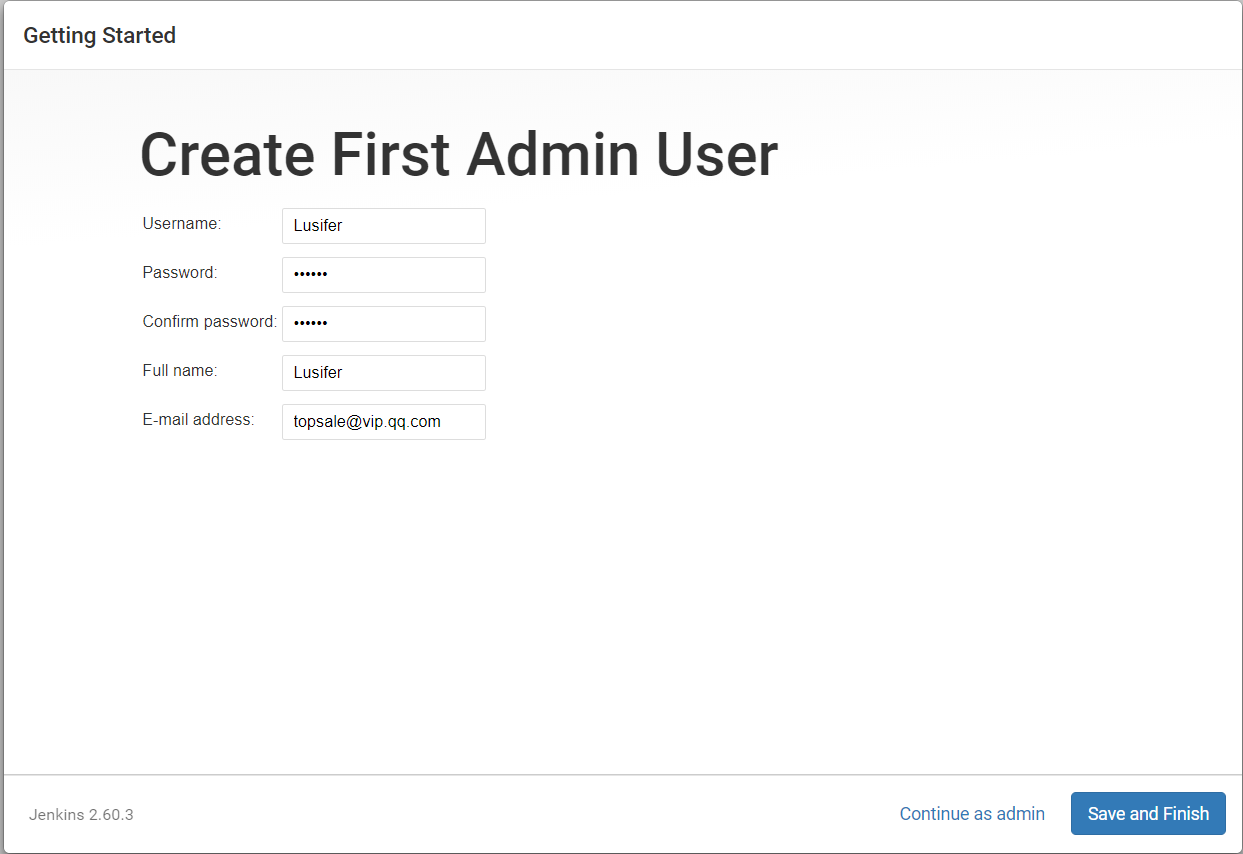 Getting Started
Create First Admin User
Username: Lusifer
Password: ••••••
Confirm password: ••••••
Full name: Lusifer
E-mail address: topsale@vip.qq.com
Jenkins 2.60.3 Continue as admin Save and Finish